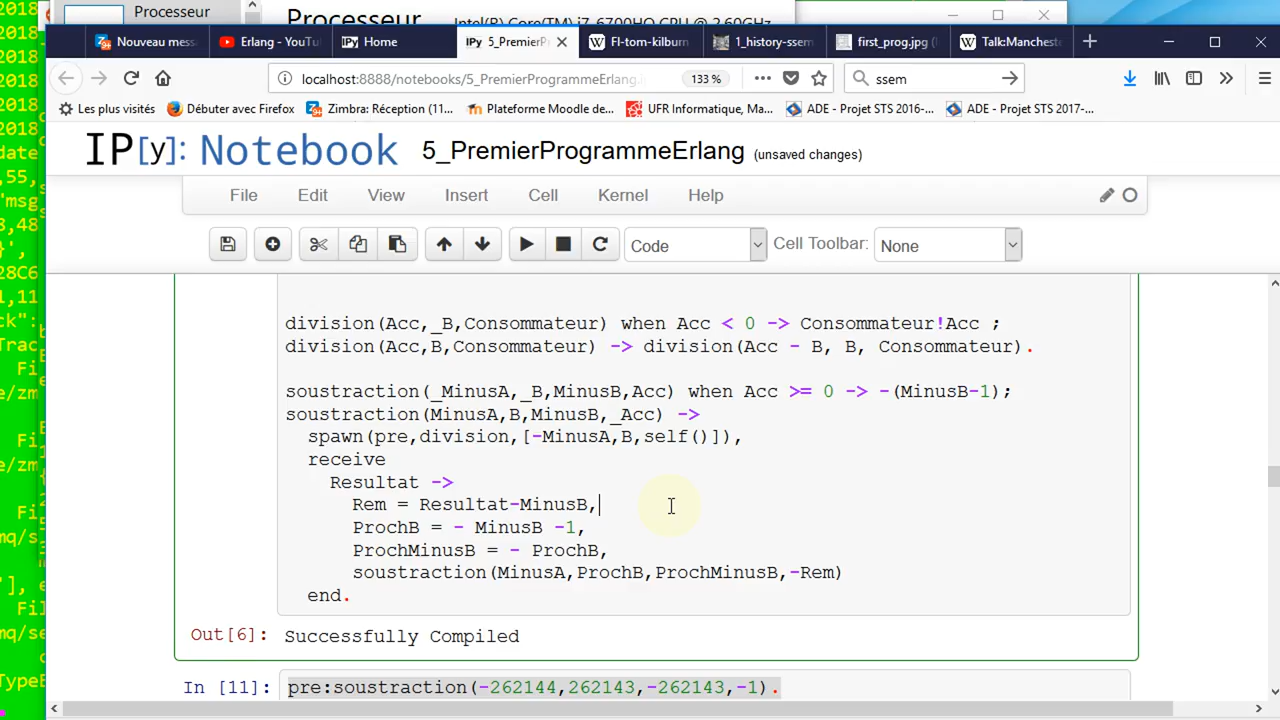 Processeur
Processeur Intel(R) Core(TM) i7-6700HQ CPU @ 2.60GHz
Nouveau mess
Erlang - YouTu
IPy Home
IPy 5_PremierPr
FI-tom-kilburn
1_history-ssem
first_prog.jpg (
Talk:Manchest
localhost:8888/notebooks/5_PremierProgrammeErlang.i
133 %
ssem
Les plus visités
Débuter avec Firefox
Zimbra: Réception (11...
Plateforme Moodle de...
UFR Informatique, Ma...
ADE - Projet STS 2016-...
ADE - Projet STS 2017-...
IP[y]: Notebook 5_PremierProgrammeErlang (unsaved changes)
File Edit View Insert Cell Kernel Help
Code Cell Toolbar: None
division(Acc,_B,Consommateur) when Acc < 0 -> Consommateur!Acc ;
division(Acc,B,Consommateur) -> division(Acc - B, B, Consommateur).
soustraction(_MinusA,_B,MinusB,Acc) when Acc >= 0 -> -(MinusB-1);
soustraction(MinusA,B,MinusB,_Acc) ->
spawn(pre,division,[-MinusA,B,self()]),
receive
Resultat ->
Rem = Resultat-MinusB,
ProchB = - MinusB -1,
ProchMinusB = - ProchB,
soustraction(MinusA,ProchB,ProchMinusB,-Rem)
end.
Out[6]: Successfully Compiled
In [11]: pre:soustraction(-262144,262143,-262143,-1).